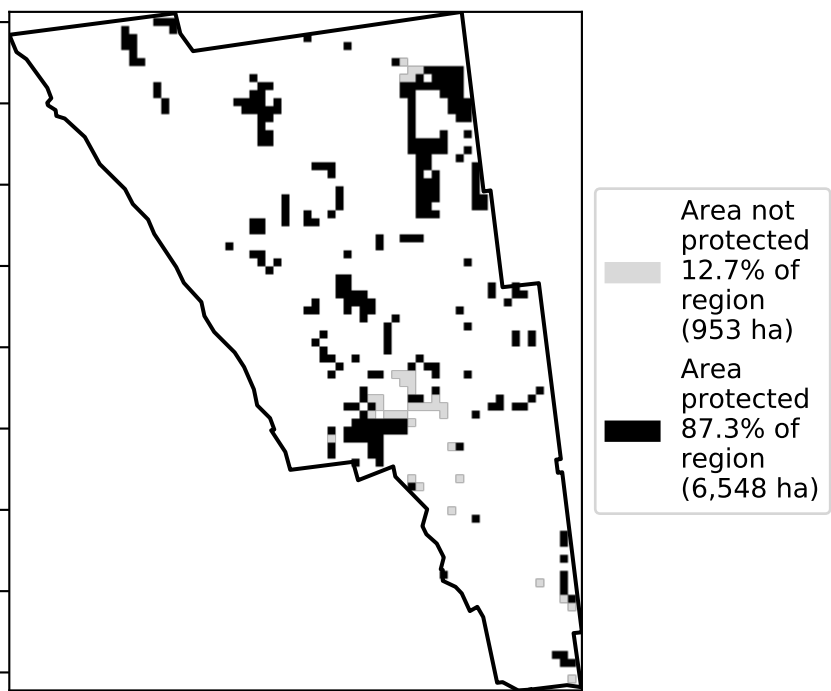 Area not
protected
12.7% of
region
(953 ha)
Area
protected
87.3% of
region
(6,548 ha)